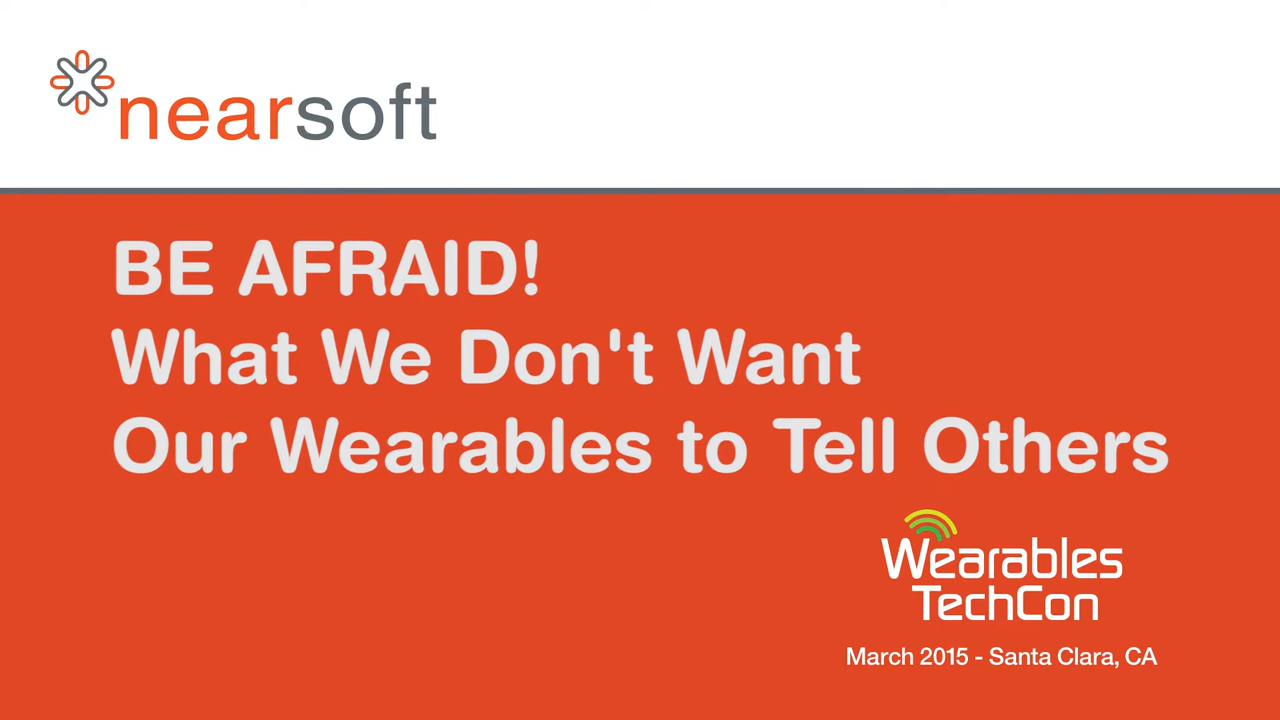 nearsoft
BE AFRAID!
What We Don't Want
Our Wearables to Tell Others
Wearables
TechCon
March 2015 - Santa Clara, CA